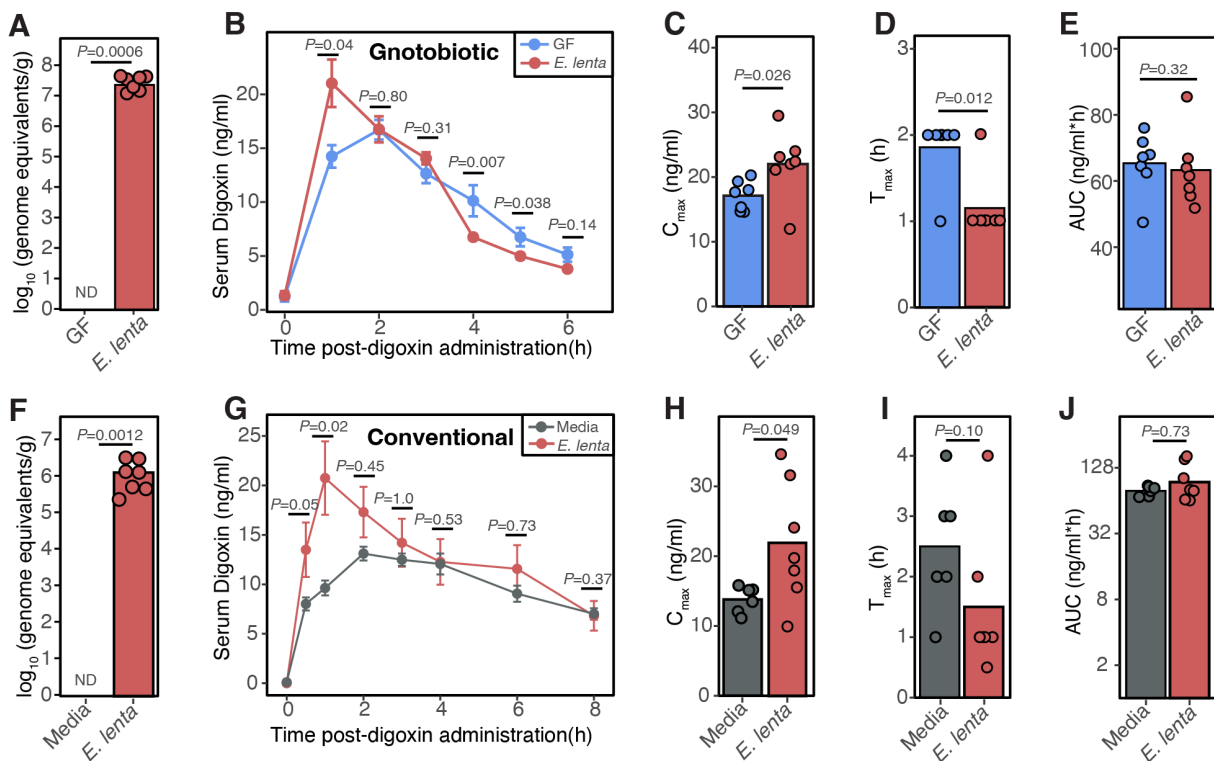 A
P=0.0006
log10 (genome equivalents/g)
8
7
6
5
4
3
2
1
0
ND
GF
E. lenta
B
Gnotobiotic
GF
E. lenta
P=0.04
P=0.80
P=0.31
P=0.007
P=0.038
P=0.14
Serum Digoxin (ng/ml)
20
15
10
5
0
0 2 4 6
Time post-digoxin administration(h)
C
P=0.026
Cmax (ng/ml)
40
30
20
10
0
GF
E. lenta
D
P=0.012
Tmax (h)
3
2
1
0
GF
E. lenta
E
P=0.32
AUC (ng/ml*h)
100
80
60
40
GF
E. lenta
F
P=0.0012
log10 (genome equivalents/g)
7
6
5
4
3
2
1
0
ND
Media
E. lenta
G
Conventional
Media
E. lenta
P=0.05
P=0.02
P=0.45
P=1.0
P=0.53
P=0.73
P=0.37
Serum Digoxin (ng/ml)
25
20
15
10
5
0
0 2 4 6 8
Time post-digoxin administration(h)
H
P=0.049
Cmax (ng/ml)
30
20
10
0
Media
E. lenta
I
P=0.10
Tmax (h)
4
3
2
1
0
Media
E. lenta
J
P=0.73
AUC (ng/ml*h)
128
32
8
2
Media
E. lenta